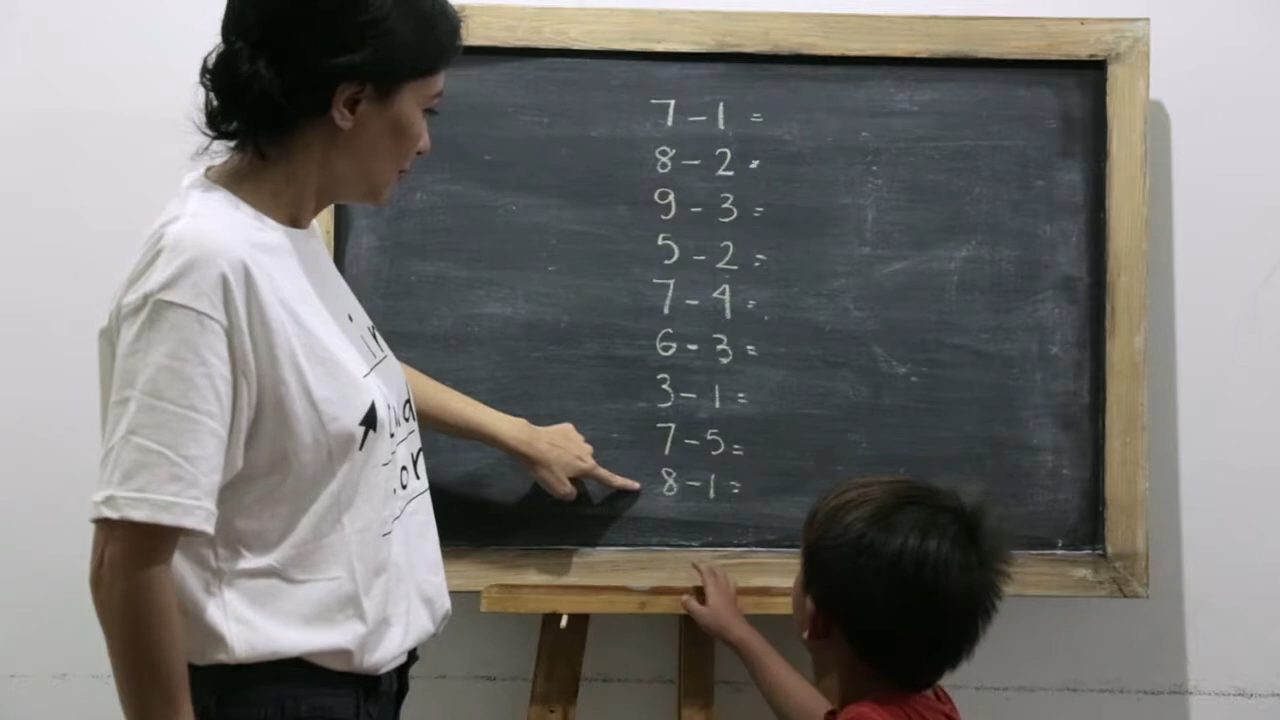 7 - 1 =
8 - 2 =
9 - 3 =
5 - 2 =
7 - 4 =
6 - 3 =
3 - 1 =
7 - 5 =
8 - 1 =